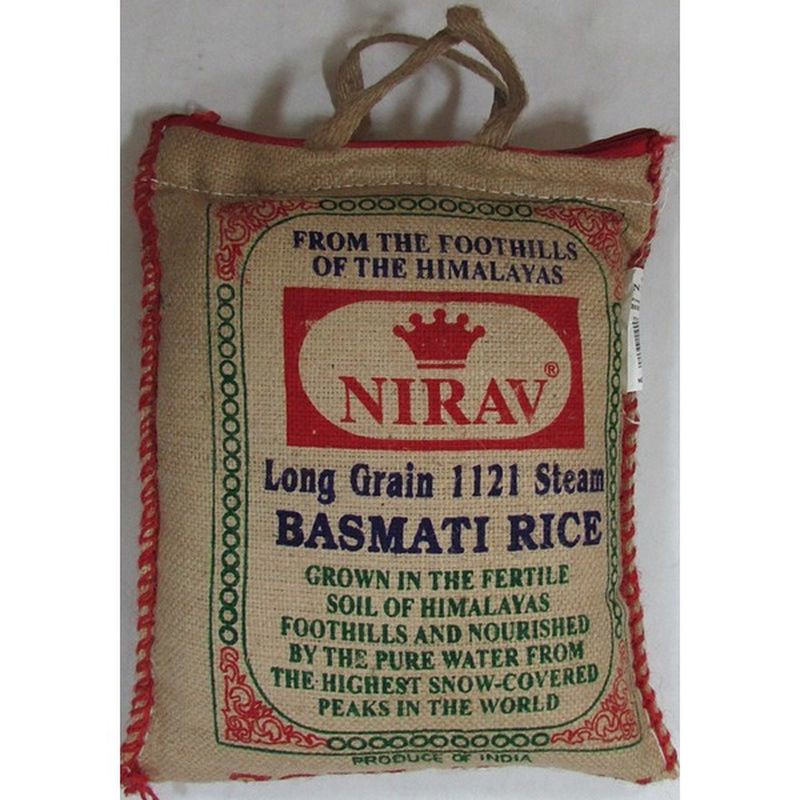 FROM THE FOOTHILLS
OF THE HIMALAYAS
NIRAV®
Long Grain 1121 Steam
BASMATI RICE
GROWN IN THE FERTILE
SOIL OF HIMALAYAS
FOOTHILLS AND NOURISHED
BY THE PURE WATER FROM
THE HIGHEST SNOW-COVERED
PEAKS IN THE WORLD
PRODUCE OF INDIA